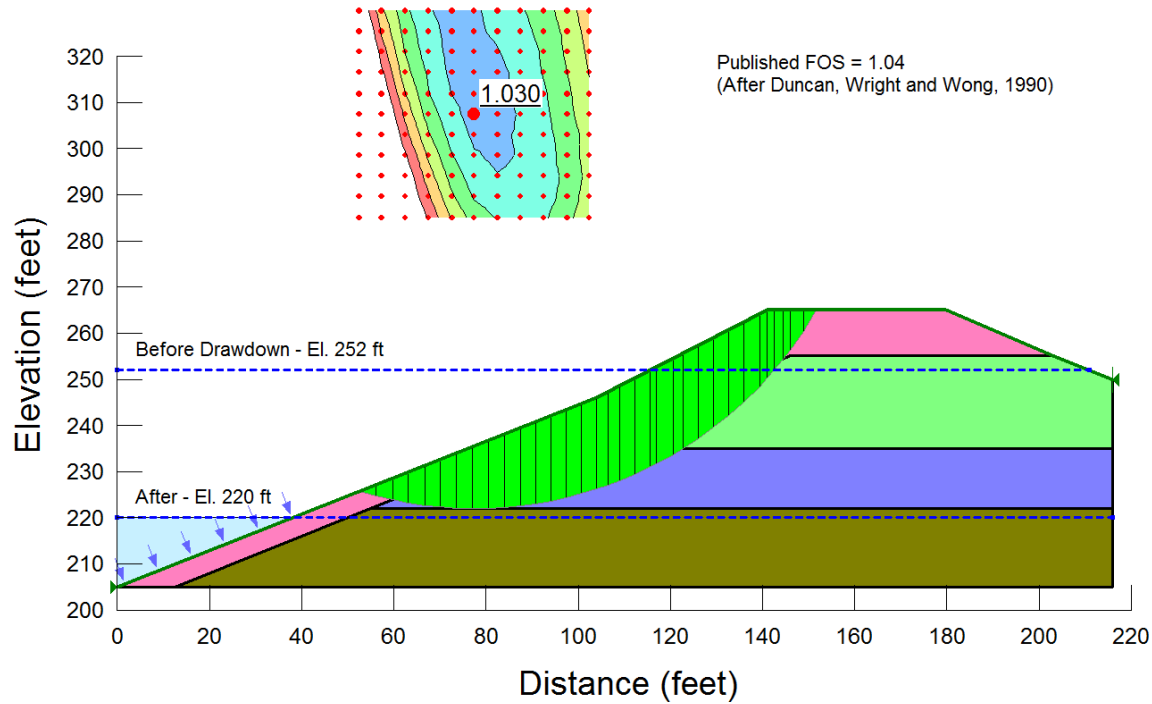 320
310
300
290
280
270
260
250
240
230
220
210
200
Elevation (feet)
1.030
Published FOS = 1.04
(After Duncan, Wright and Wong, 1990)
Before Drawdown - El. 252 ft
After - El. 220 ft
0 20 40 60 80 100 120 140 160 180 200 220
Distance (feet)